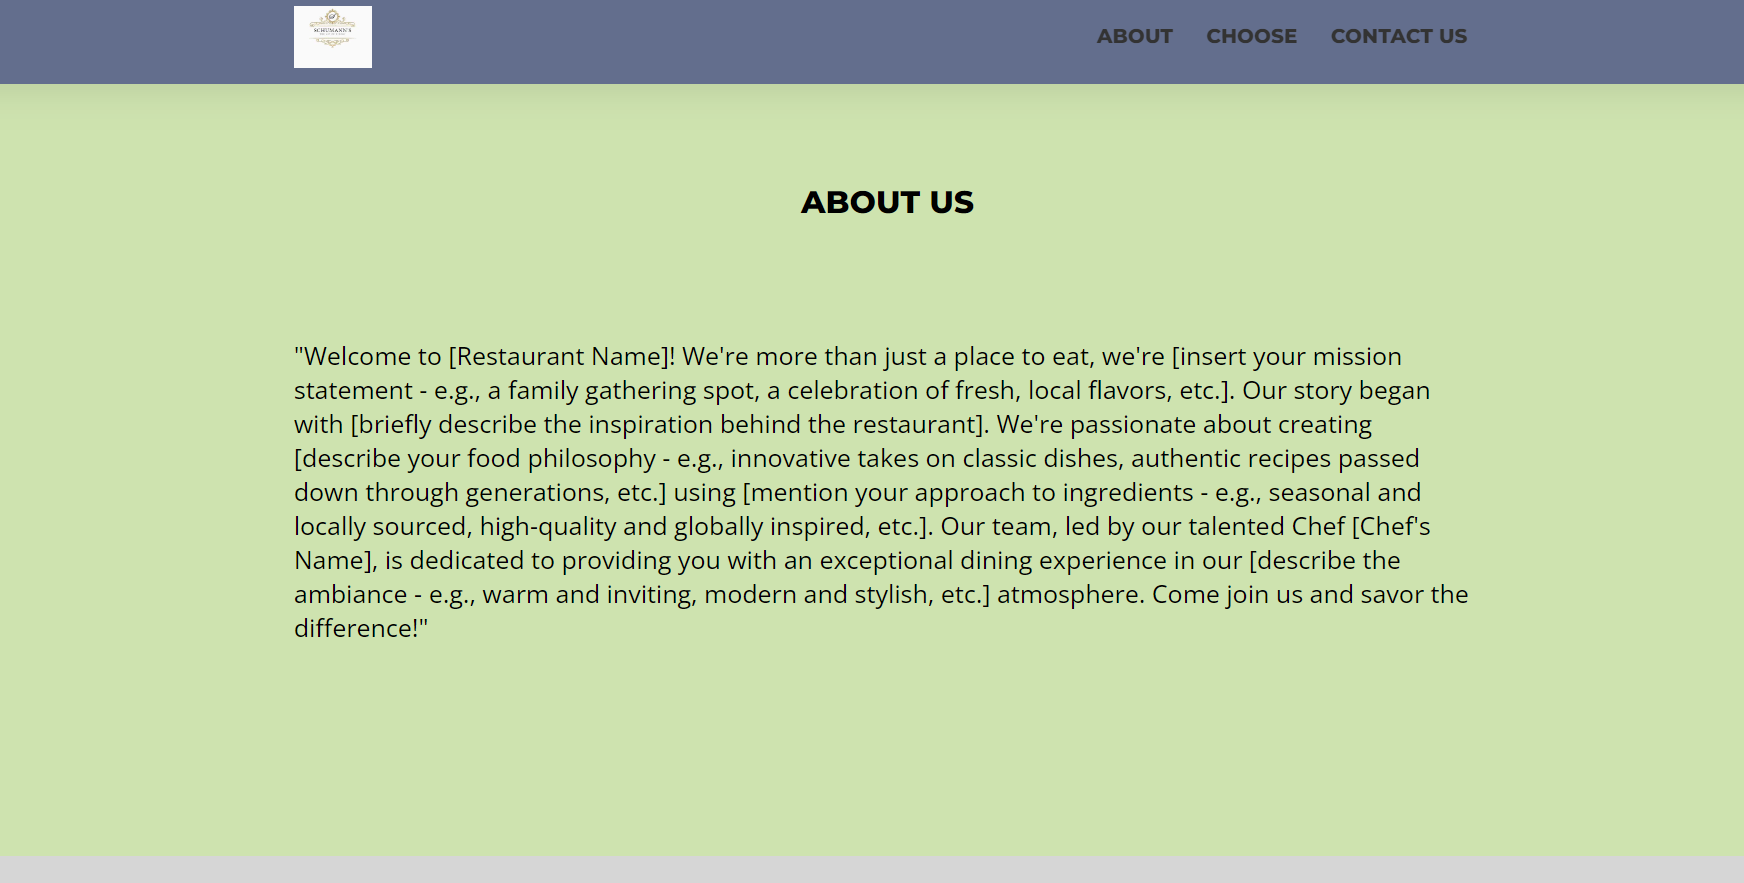 SCHUMANN'S
ABOUT CHOOSE CONTACT US
ABOUT US
"Welcome to [Restaurant Name]! We're more than just a place to eat, we're [insert your mission
statement - e.g., a family gathering spot, a celebration of fresh, local flavors, etc.]. Our story began
with [briefly describe the inspiration behind the restaurant]. We're passionate about creating
[describe your food philosophy - e.g., innovative takes on classic dishes, authentic recipes passed
down through generations, etc.] using [mention your approach to ingredients - e.g., seasonal and
locally sourced, high-quality and globally inspired, etc.]. Our team, led by our talented Chef [Chef's
Name], is dedicated to providing you with an exceptional dining experience in our [describe the
ambiance - e.g., warm and inviting, modern and stylish, etc.] atmosphere. Come join us and savor the
difference!"